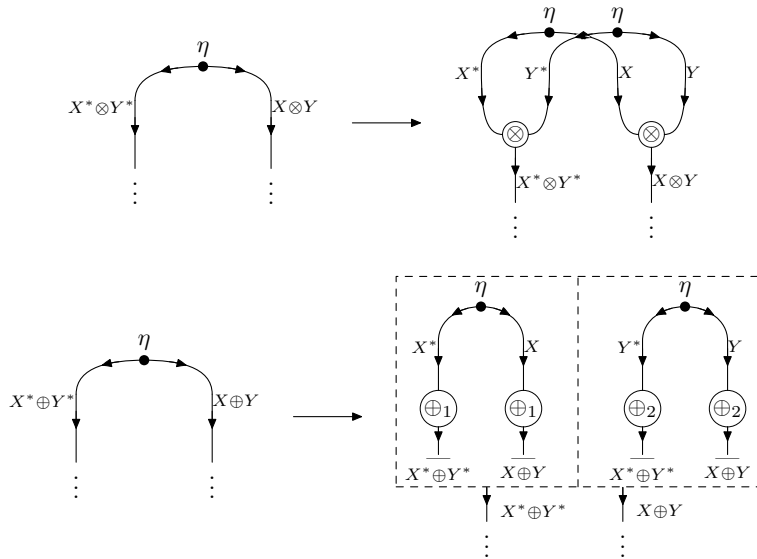 η
X* ⊗ Y* X ⊗ Y
⋮ ⋮
η η
X* Y* X Y
⊗ ⊗
X* ⊗ Y* X ⊗ Y
⋮ ⋮
η
X* ⊕ Y* X ⊕ Y
⋮ ⋮
η η
X* X Y* Y
⊕₁ ⊕₁ ⊕₂ ⊕₂
X* ⊕ Y* X ⊕ Y X* ⊕ Y* X ⊕ Y
X* ⊕ Y* X ⊕ Y
⋮ ⋮